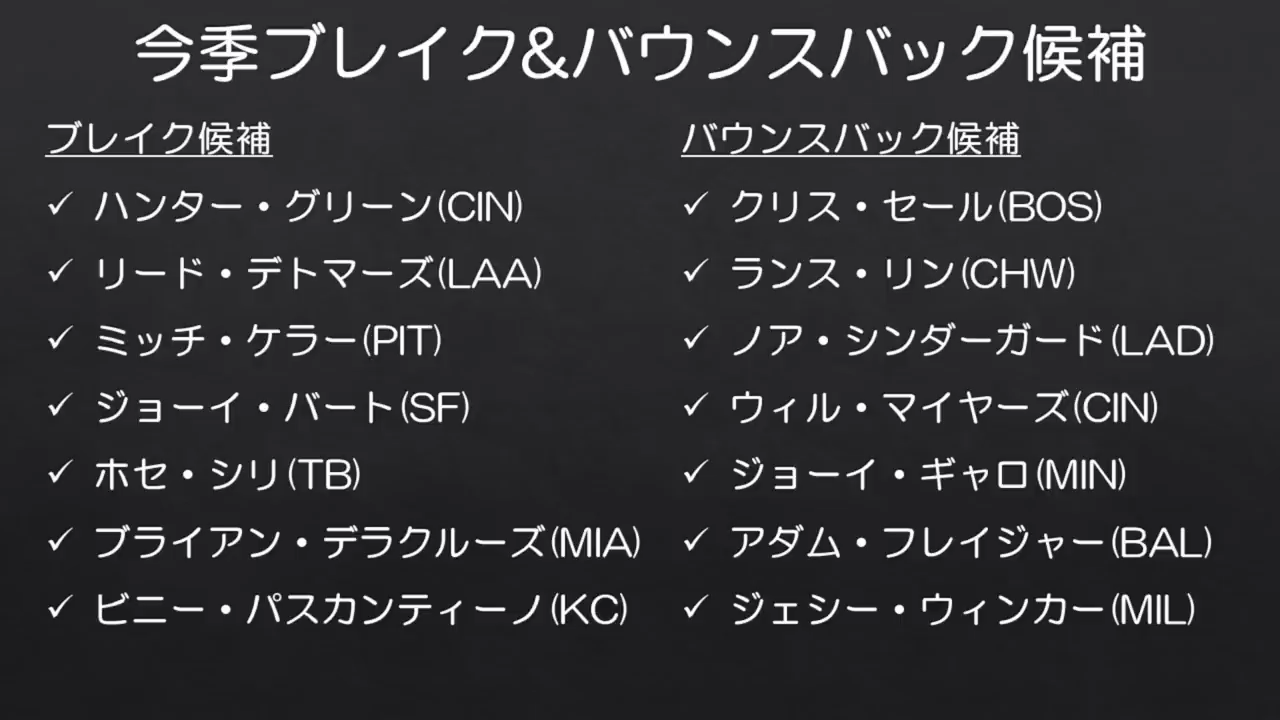 今季ブレイク&バウンスバック候補
ブレイク候補
✓ ハンター・グリーン(CIN)
✓ リード・デトマーズ(LAA)
✓ ミッチ・ケラー(PIT)
✓ ジョーイ・バート(SF)
✓ ホセ・シリ(TB)
✓ ブライアン・デラクルーズ(MIA)
✓ ビニー・パスカンティーノ(KC)
バウンスバック候補
✓ クリス・セール(BOS)
✓ ランス・リン(CHW)
✓ ノア・シンダーガード(LAD)
✓ ウィル・マイヤーズ(CIN)
✓ ジョーイ・ギャロ(MIN)
✓ アダム・フレイジャー(BAL)
✓ ジェシー・ウィンカー(MIL)